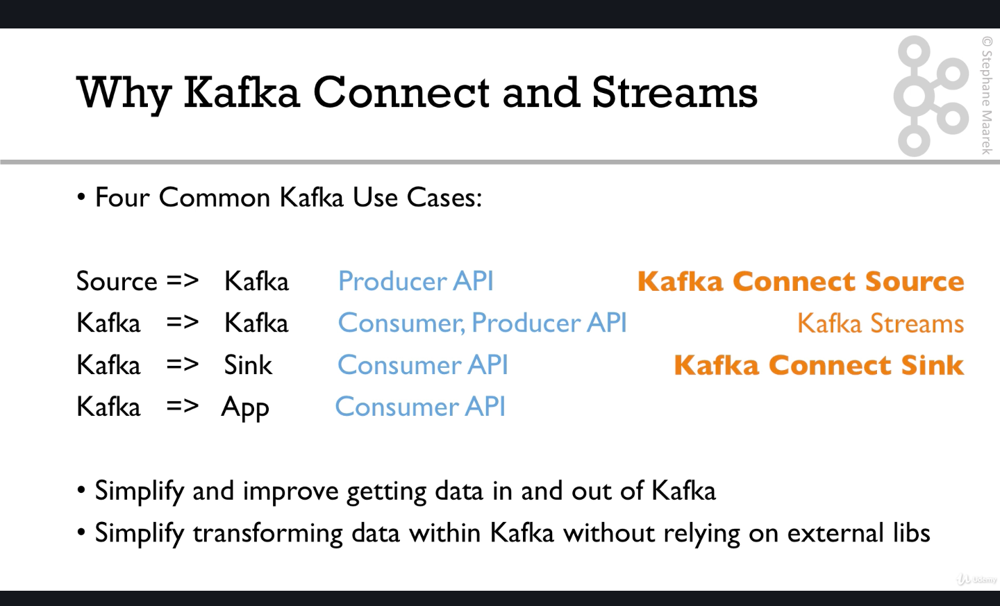 Why Kafka Connect and Streams
© Stephane Maarek
• Four Common Kafka Use Cases:
Source => Kafka Producer API Kafka Connect Source
Kafka => Kafka Consumer, Producer API Kafka Streams
Kafka => Sink Consumer API Kafka Connect Sink
Kafka => App Consumer API
• Simplify and improve getting data in and out of Kafka
• Simplify transforming data within Kafka without relying on external libs
Udemy